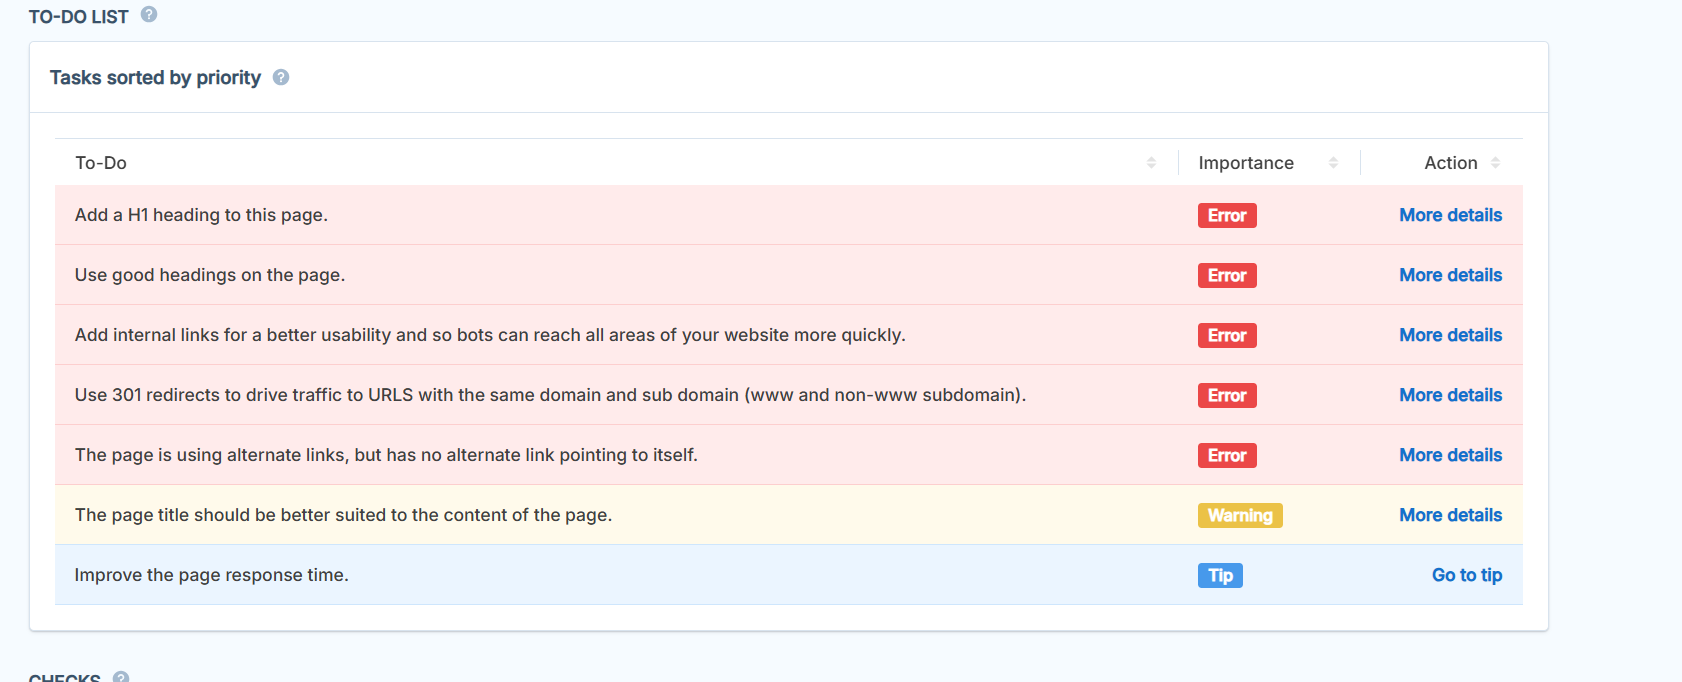 TO-DO LIST ?
Tasks sorted by priority ?
To-Do Importance Action
Add a H1 heading to this page. Error More details
Use good headings on the page. Error More details
Add internal links for a better usability and so bots can reach all areas of your website more quickly. Error More details
Use 301 redirects to drive traffic to URLS with the same domain and sub domain (www and non-www subdomain). Error More details
The page is using alternate links, but has no alternate link pointing to itself. Error More details
The page title should be better suited to the content of the page. Warning More details
Improve the page response time. Tip Go to tip
CHECKS ?